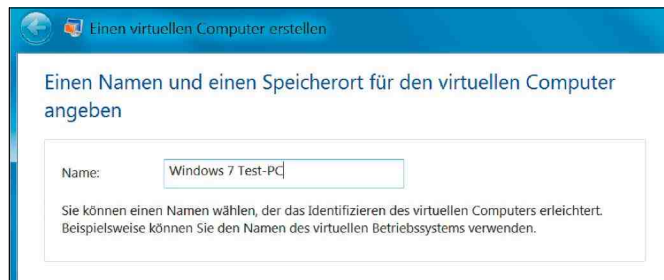 Einen virtuellen Computer erstellen
Einen Namen und einen Speicherort für den virtuellen Computer
angeben
Name: Windows 7 Test-PC
Sie können einen Namen wählen, der das Identifizieren des virtuellen Computers erleichtert.
Beispielsweise können Sie den Namen des virtuellen Betriebssystems verwenden.